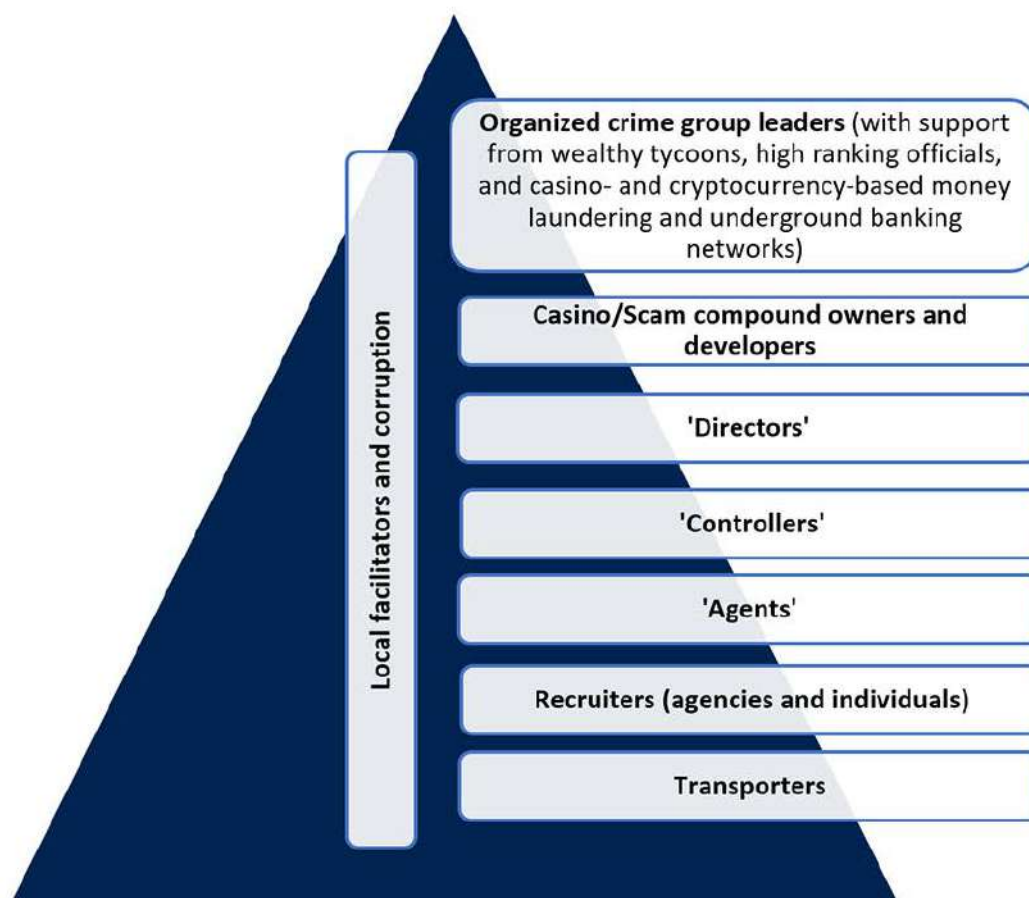 Organized crime group leaders (with support
from wealthy tycoons, high ranking officials,
and casino- and cryptocurrency-based money
laundering and underground banking
networks)
Local facilitators and corruption
Casino/Scam compound owners and
developers
'Directors'
'Controllers'
'Agents'
Recruiters (agencies and individuals)
Transporters